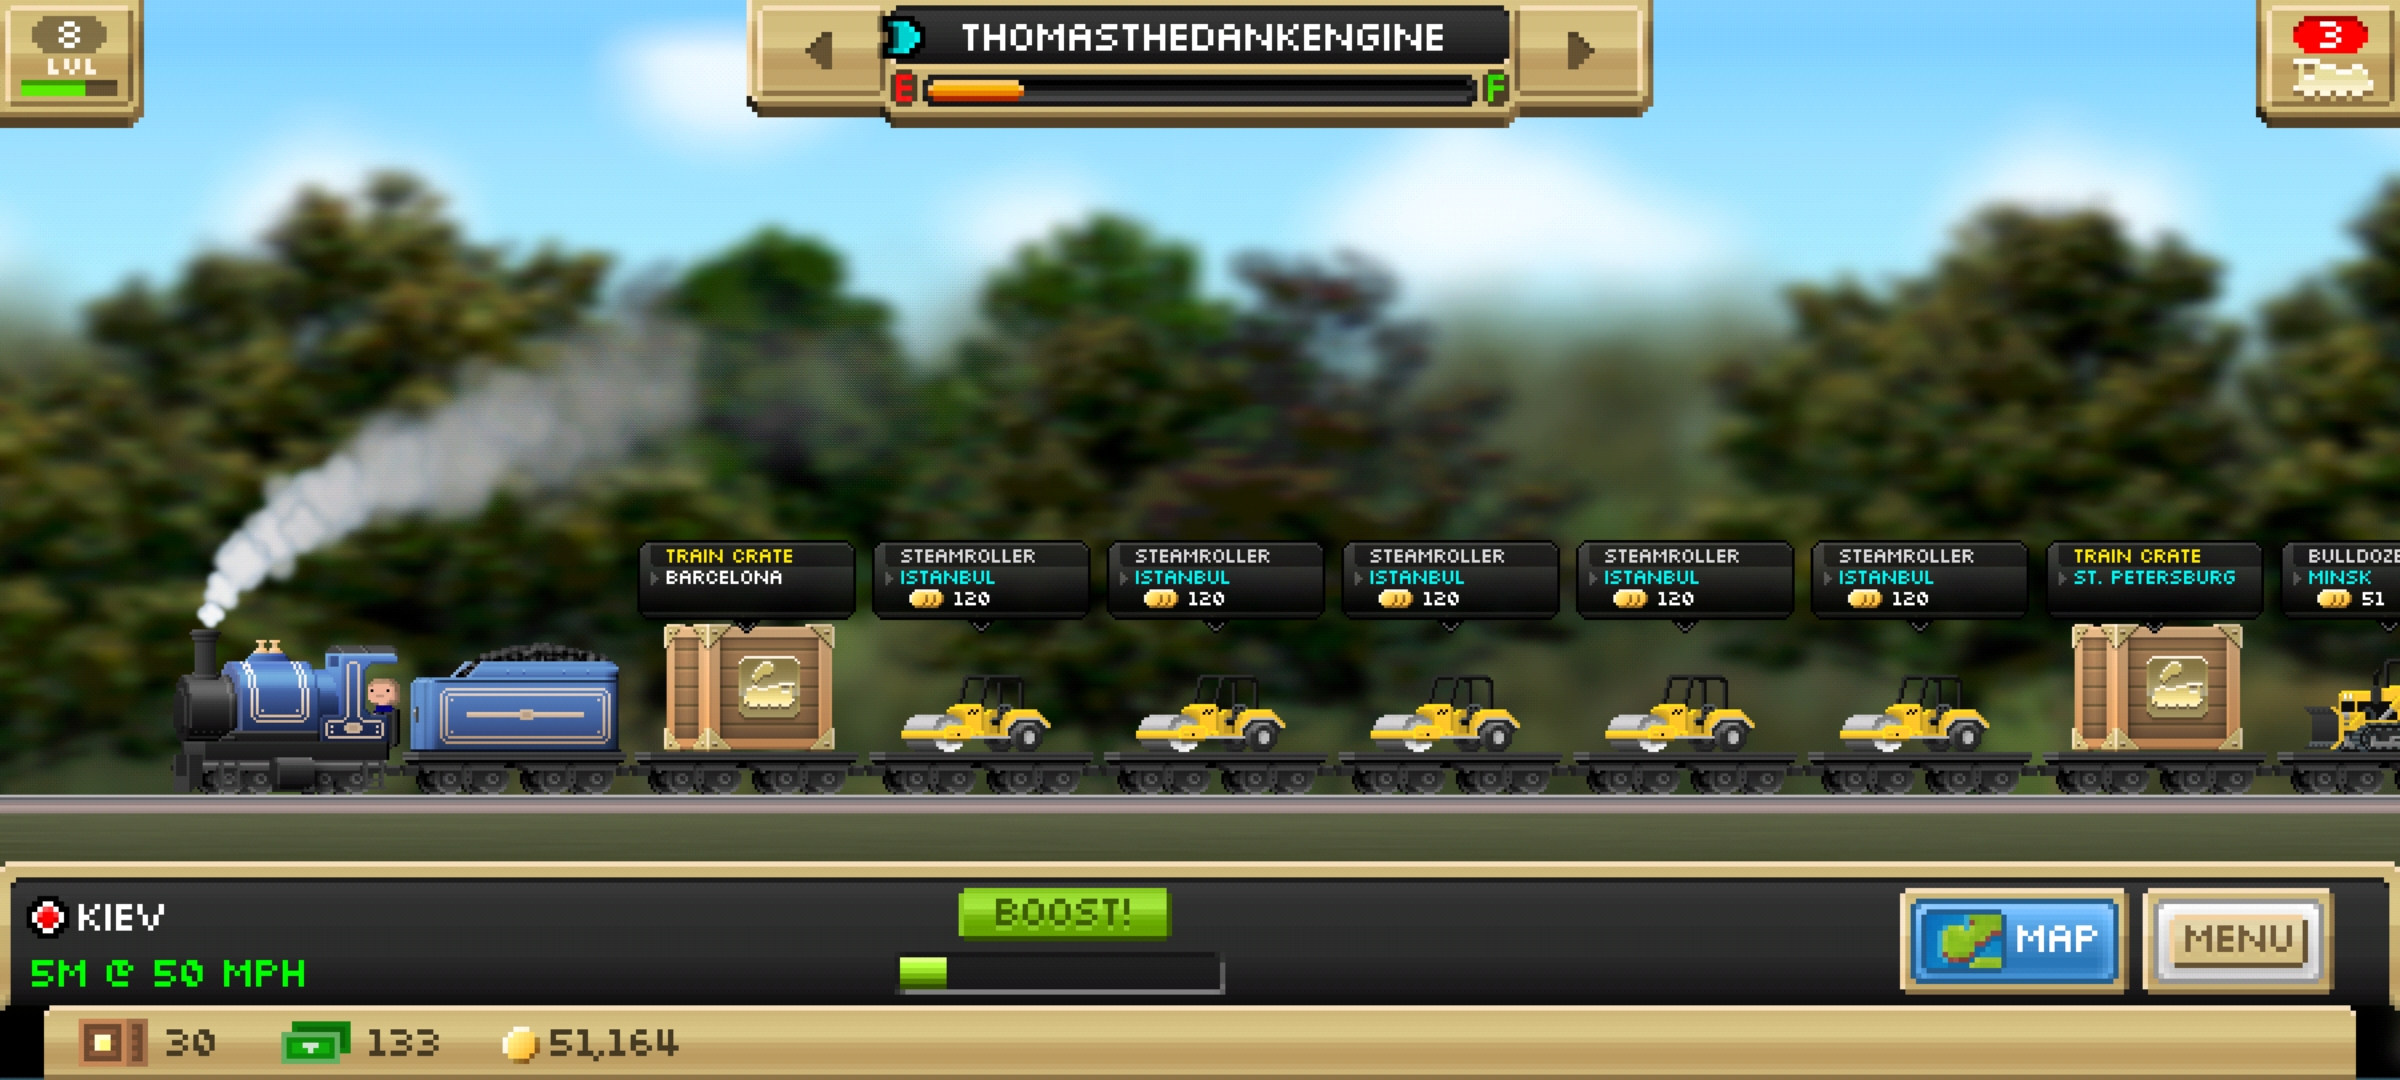 8
LVL
THOMASTHEDANKENGINE
E F
3
TRAIN CRATE
BARCELONA
STEAMROLLER
ISTANBUL
120
STEAMROLLER
ISTANBUL
120
STEAMROLLER
ISTANBUL
120
STEAMROLLER
ISTANBUL
120
STEAMROLLER
ISTANBUL
120
TRAIN CRATE
ST. PETERSBURG
BULLDOZE
MINSK
51
KIEV
5M @ 50 MPH
BOOST!
MAP
MENU
30 133 51,164